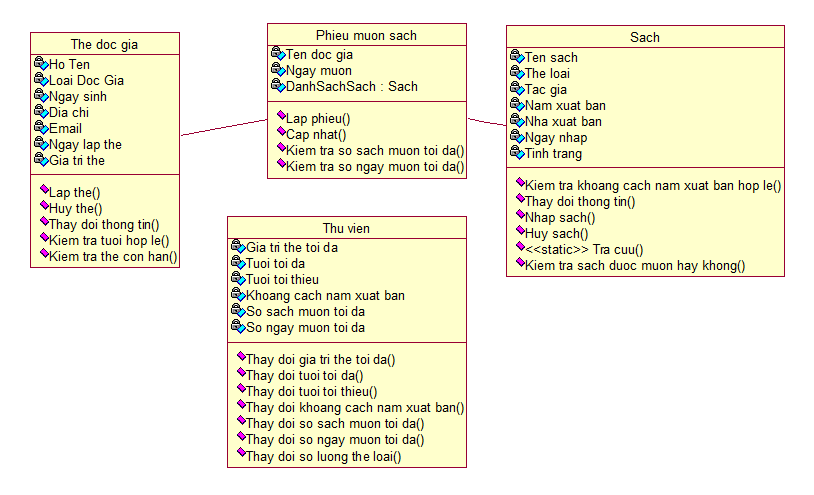 The doc gia
Ho Ten
Loai Doc Gia
Ngay sinh
Dia chi
Email
Ngay lap the
Gia tri the
Lap the()
Huy the()
Thay doi thong tin()
Kiem tra tuoi hop le()
Kiem tra the con han()
Phieu muon sach
Ten doc gia
Ngay muon
DanhSachSach : Sach
Lap phieu()
Cap nhat()
Kiem tra so sach muon toi da()
Kiem tra so ngay muon toi da()
Sach
Ten sach
The loai
Tac gia
Nam xuat ban
Nha xuat ban
Ngay nhap
Tinh trang
Kiem tra khoang cach nam xuat ban hop le()
Thay doi thong tin()
Nhap sach()
Huy sach()
<<static>> Tra cuu()
Kiem tra sach duoc muon hay khong()
Thu vien
Gia tri the toi da
Tuoi toi da
Tuoi toi thieu
Khoang cach nam xuat ban
So sach muon toi da
So ngay muon toi da
Thay doi gia tri the toi da()
Thay doi tuoi toi da()
Thay doi tuoi toi thieu()
Thay doi khoang cach nam xuat ban()
Thay doi so sach muon toi da()
Thay doi so ngay muon toi da()
Thay doi so luong the loai()